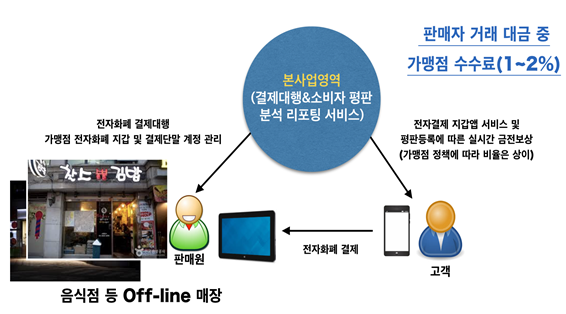 판매자 거래 대금 중
가맹점 수수료(1~2%)
본사업영역
(결제대행&소비자 평판
분석 리포팅 서비스)
전자화폐 결제대행
가맹점 전자화폐 지갑 및 결제단말 계정 관리
전자결제 지갑앱 서비스 및
평판등록에 따른 실시간 금전보상
(가맹점 정책에 따라 비율은 상이)
판매원
전자화폐 결제
고객
음식점 등 Off-line 매장